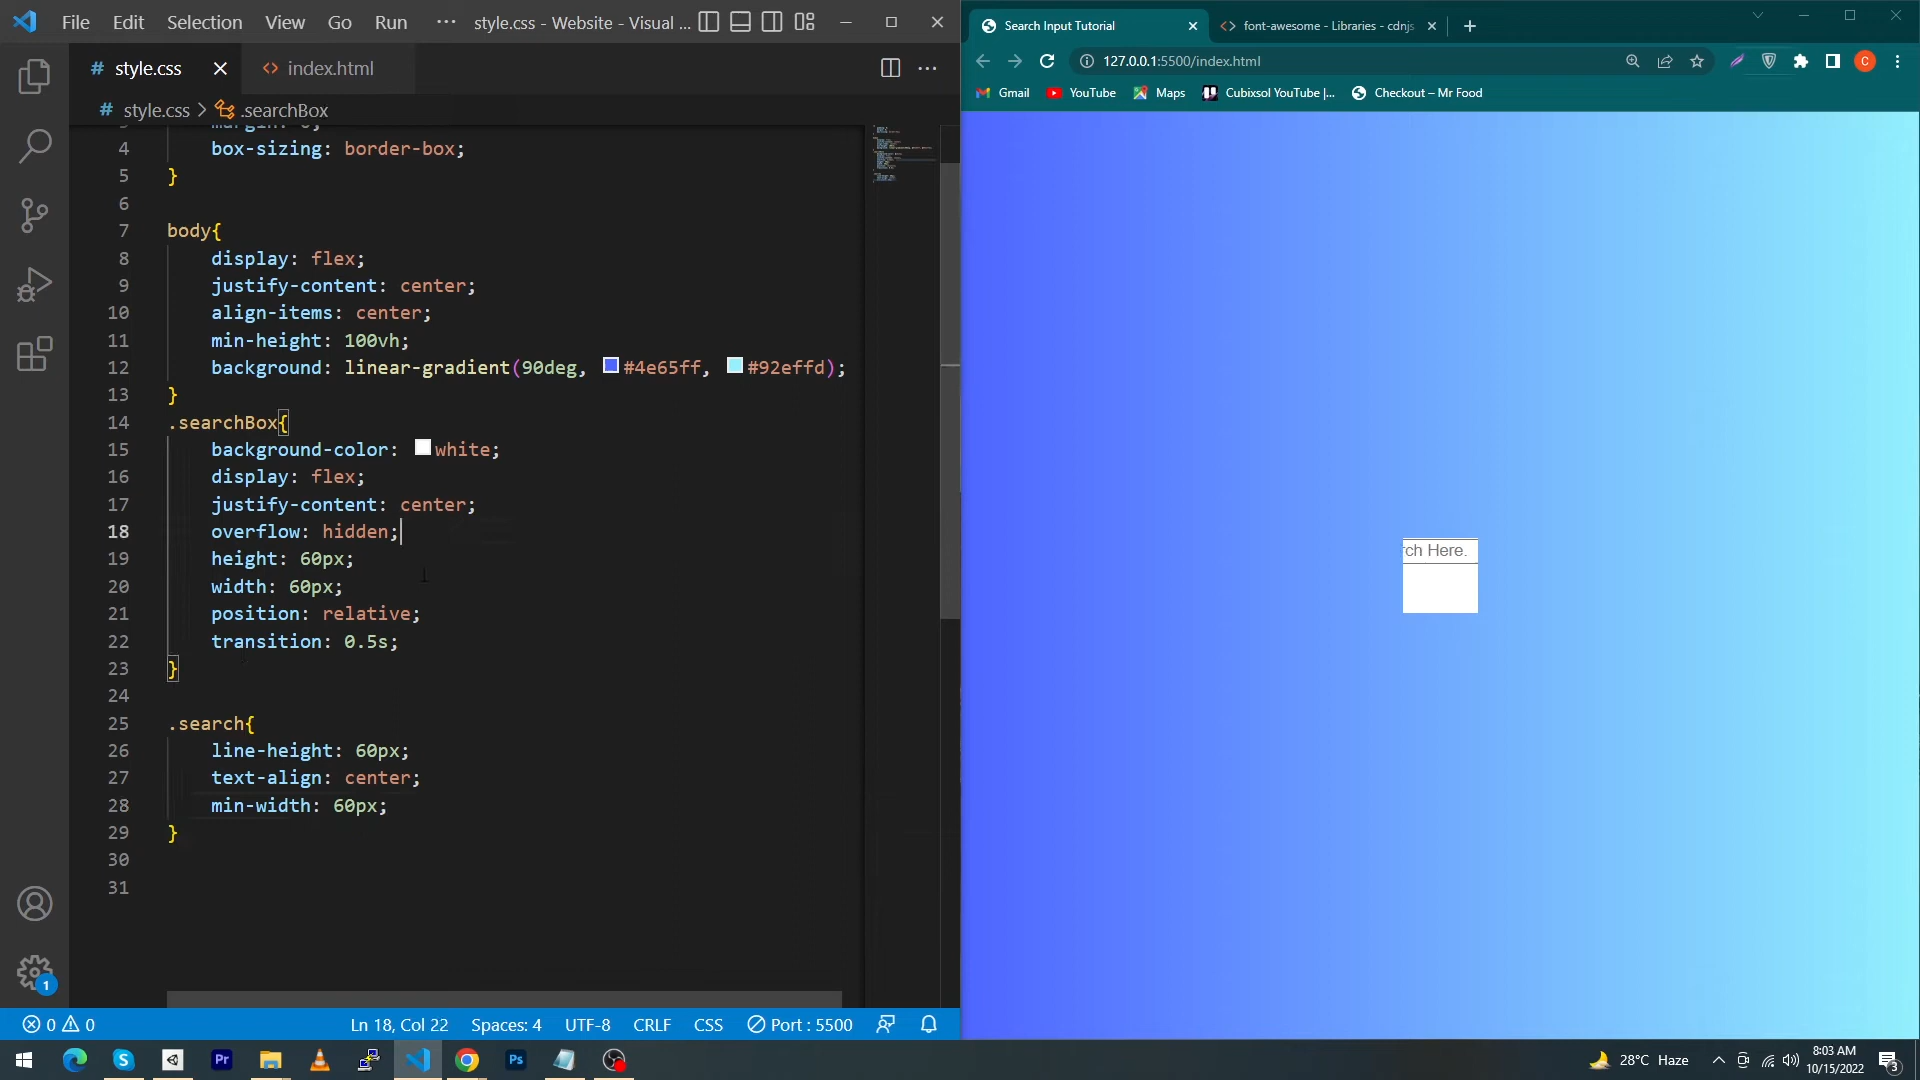 File Edit Selection View Go Run ··· style.css - Website - Visual ...
style.css
index.html
style.css > .searchBox
4 box-sizing: border-box;
5 }
6
7 body{
8 display: flex;
9 justify-content: center;
10 align-items: center;
11 min-height: 100vh;
12 background: linear-gradient(90deg, #4e65ff, #92effd);
13 }
14 .searchBox{
15 background-color: white;
16 display: flex;
17 justify-content: center;
18 overflow: hidden;
19 height: 60px;
20 width: 60px;
21 position: relative;
22 transition: 0.5s;
23 }
24
25 .search{
26 line-height: 60px;
27 text-align: center;
28 min-width: 60px;
29 }
30
31
1
0 0 Ln 18, Col 22 Spaces: 4 UTF-8 CRLF CSS Port : 5500
Search Input Tutorial
font-awesome - Libraries - cdnjs
127.0.0.1:5500/index.html
C
Gmail YouTube Maps Cubixsol YouTube |... Checkout – Mr Food
rch Here.
Pr Ps
28°C Haze
8:03 AM
10/15/2022
3